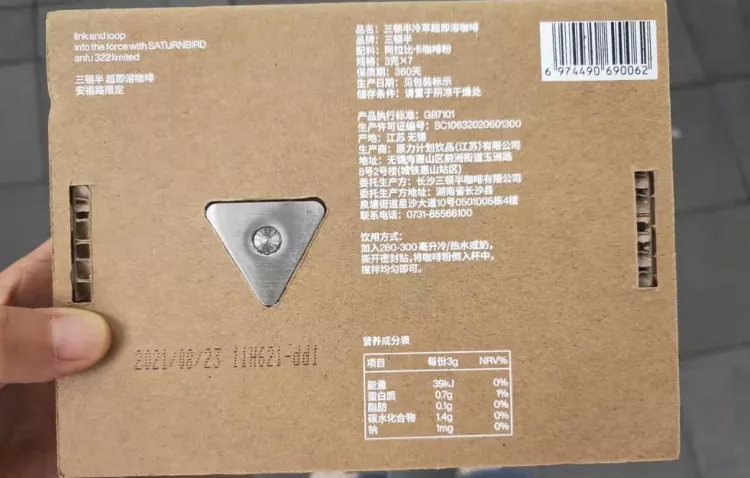 link and loop
into the force with SATURNBIRD
anfu 322 limited
三顿半 超即溶咖啡
安福路限定
品名：三顿半冷萃超即溶咖啡
品牌：三顿半
配料：阿拉比卡咖啡粉
规格：3克×7
保质期：360天
生产日期：见包装标示
储存条件：请置于阴凉干燥处
6 974490 690062
产品执行标准：GB7101
生产许可证编号：SC10632020601300
产地：江苏 无锡
生产商：原力计划饮品(江苏)有限公司
地址：无锡市惠山区前洲街道玉洲路
8号2号楼(城铁惠山站区)
委托生产方：长沙三顿半咖啡有限公司
委托生产方地址：湖南省长沙县
泉塘街道星沙大道10号0501005栋4楼
联系电话：0731-85566100
饮用方式：
加入260-300 毫升冷/热水或奶，
撕开密封贴，将咖啡粉倒入杯中，
搅拌均匀即可。
2021/08/23 11H621-dd1
营养成分表
项目 每份3g NRV%
能量 39kJ 0%
蛋白质 0.7g 1%
脂肪 0.1g 0%
碳水化合物 1.4g 0%
钠 1mg 0%